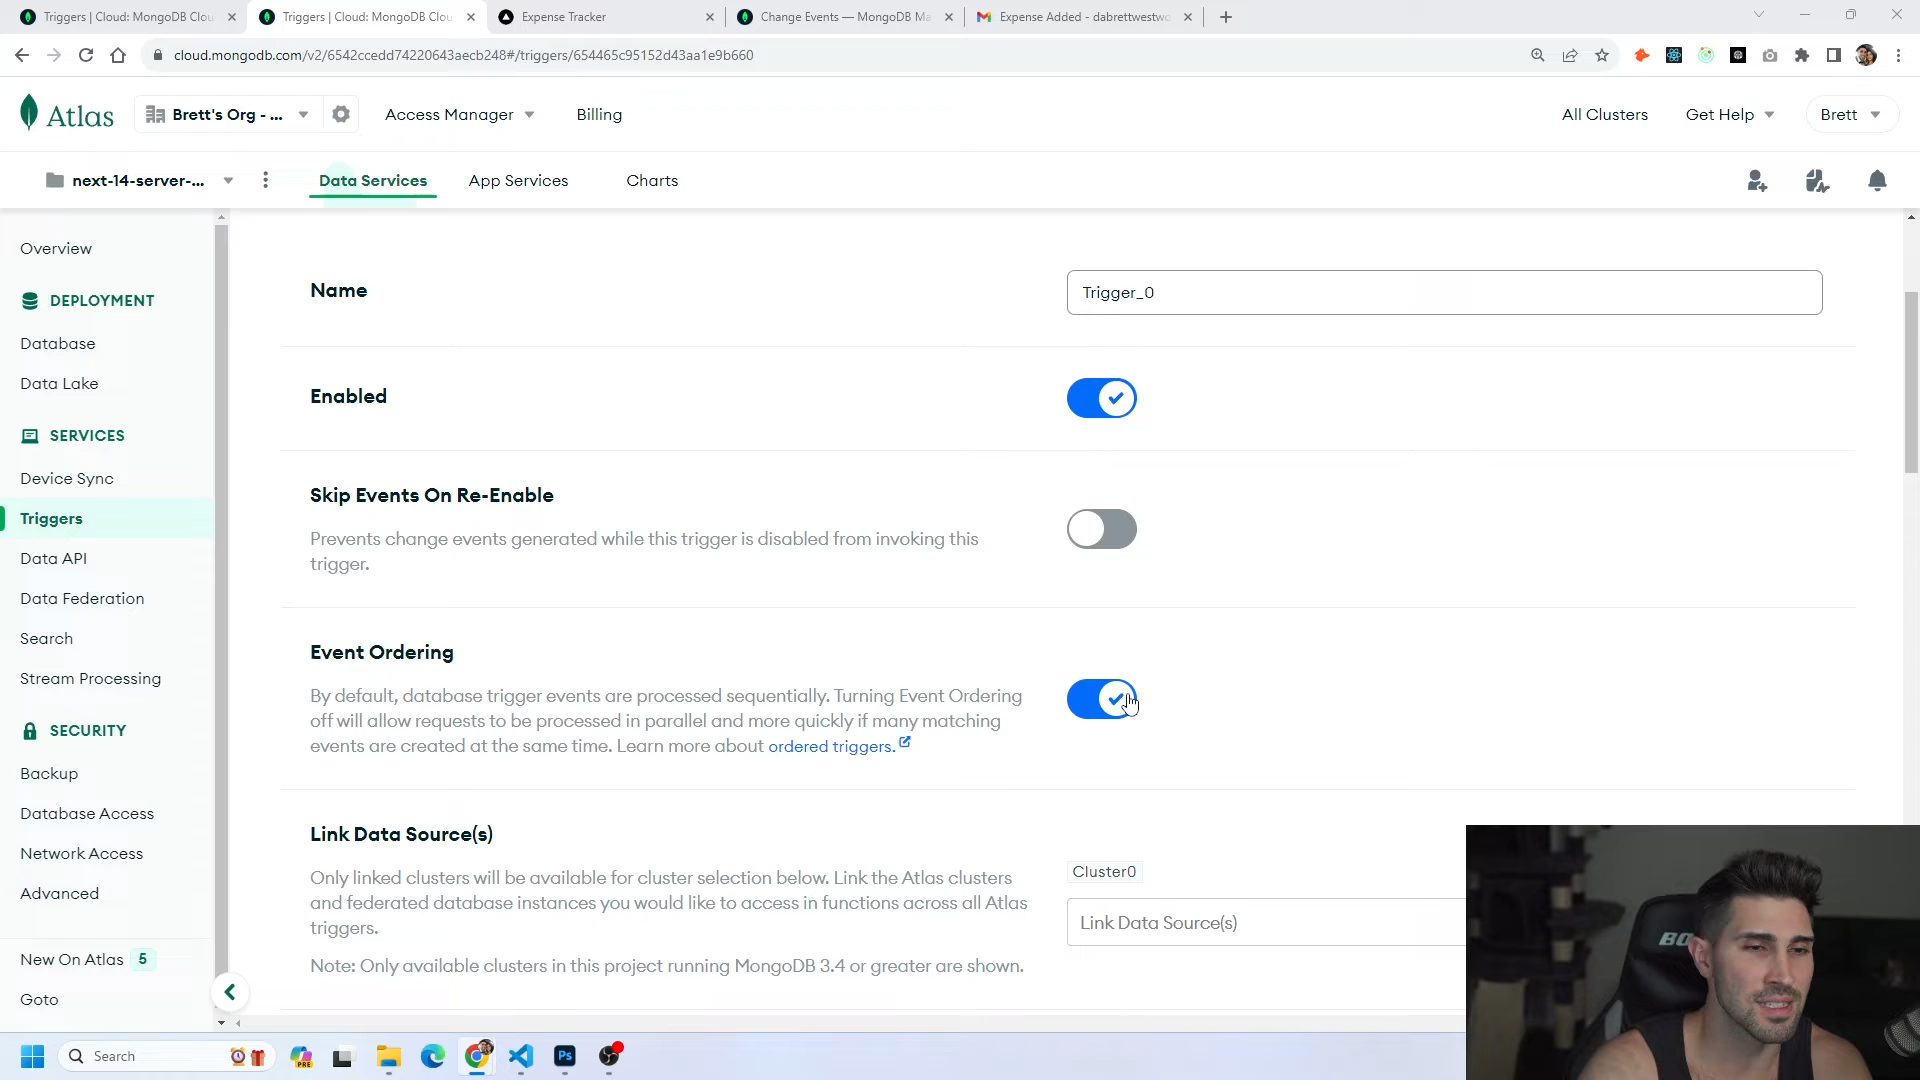 Triggers | Cloud: MongoDB Clou
Triggers | Cloud: MongoDB Clou
Expense Tracker
Change Events — MongoDB Ma
Expense Added - dabrettwestwo
cloud.mongodb.com/v2/6542ccedd74220643aecb248#/triggers/654465c95152d43aa1e9b660
Atlas
Brett's Org - ...
Access Manager
Billing
All Clusters
Get Help
Brett
next-14-server-...
Data Services
App Services
Charts
Overview
DEPLOYMENT
Database
Data Lake
SERVICES
Device Sync
Triggers
Data API
Data Federation
Search
Stream Processing
SECURITY
Backup
Database Access
Network Access
Advanced
New On Atlas 5
Goto
Name
Trigger_0
Enabled
Skip Events On Re-Enable
Prevents change events generated while this trigger is disabled from invoking this
trigger.
Event Ordering
By default, database trigger events are processed sequentially. Turning Event Ordering
off will allow requests to be processed in parallel and more quickly if many matching
events are created at the same time. Learn more about ordered triggers.
Link Data Source(s)
Only linked clusters will be available for cluster selection below. Link the Atlas clusters
and federated database instances you would like to access in functions across all Atlas
triggers.
Note: Only available clusters in this project running MongoDB 3.4 or greater are shown.
Cluster0
Link Data Source(s)
BO
Search
PRE
Ps